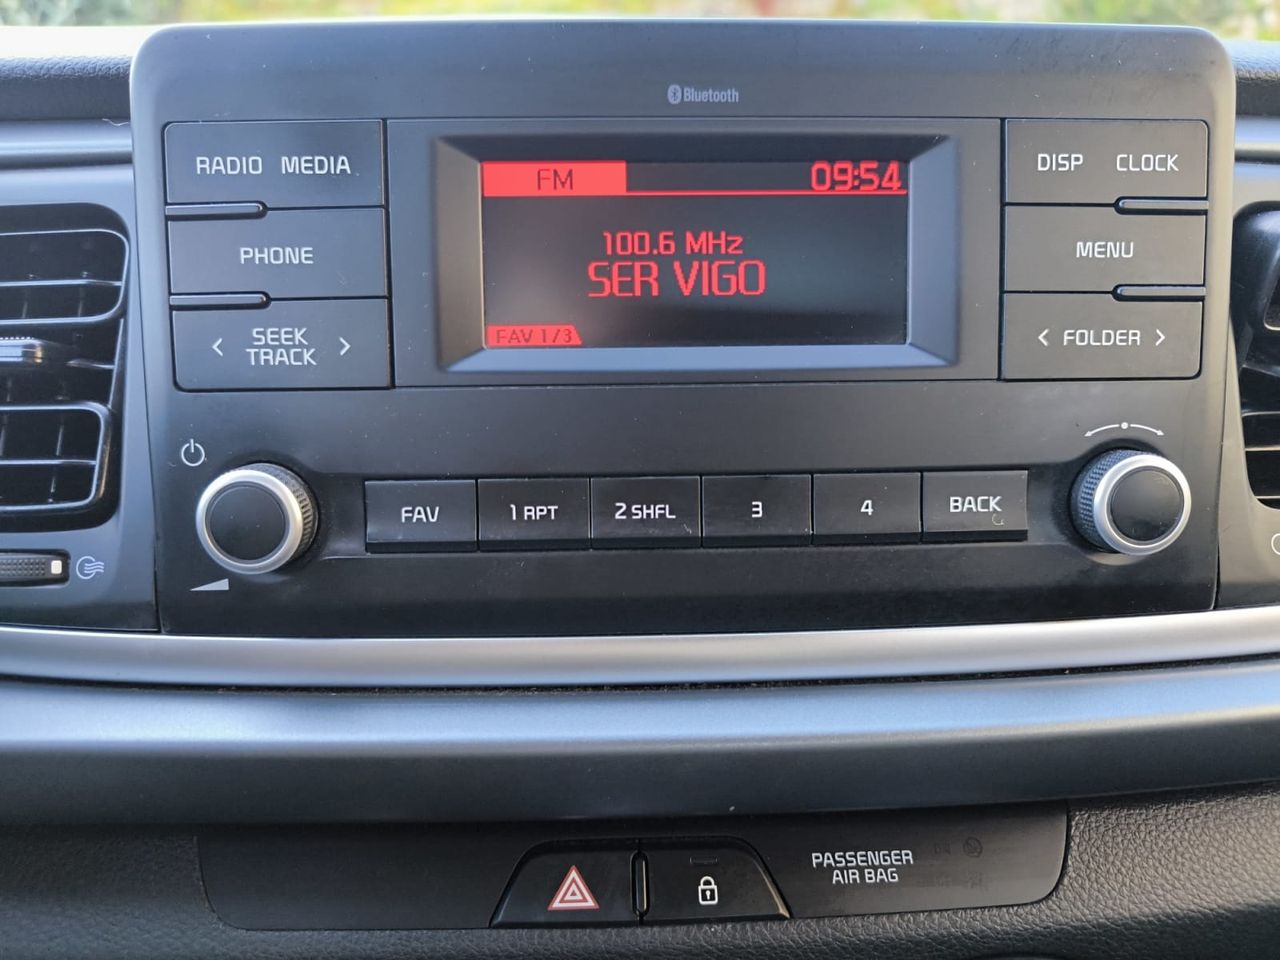 Bluetooth
RADIO MEDIA
PHONE
< SEEK >
TRACK
FM 09:54
100.6 MHz
SER VIGO
FAV 1/3
DISP CLOCK
MENU
< FOLDER >
FAV
1 RPT
2 SHFL
3
4
BACK
PASSENGER
AIR BAG